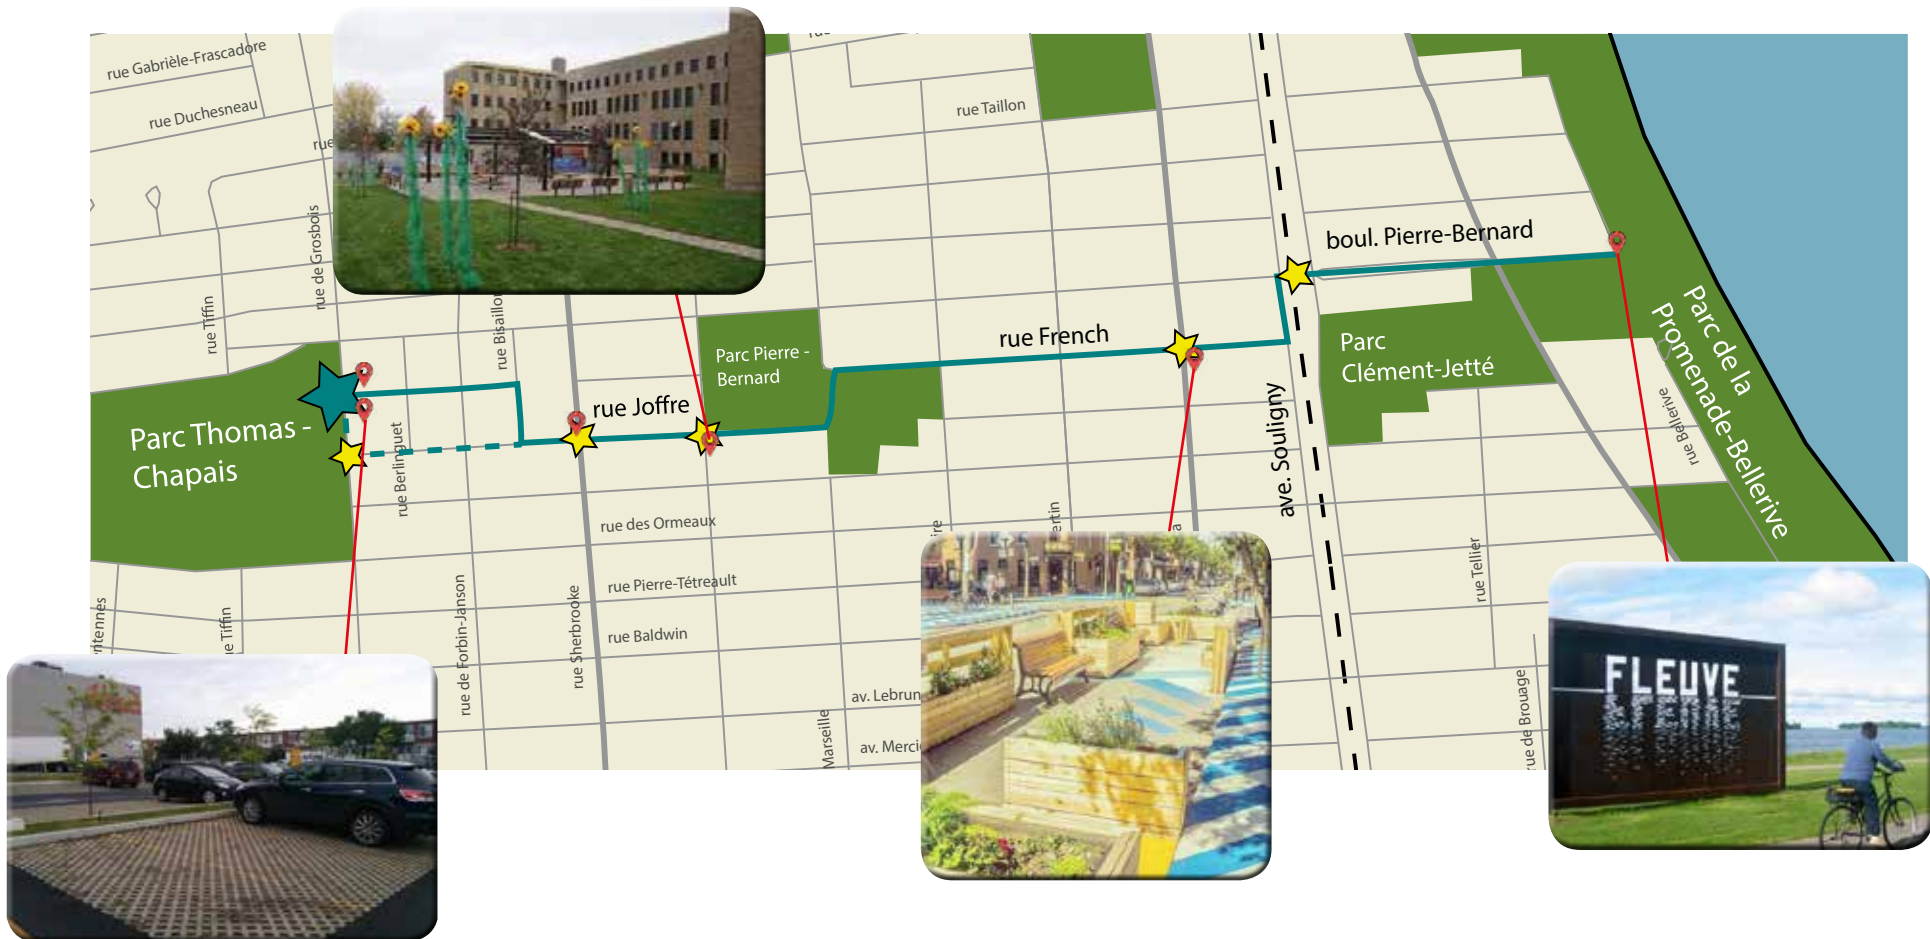 rue Gabrièle-Frascadore
rue Duchesneau
rue
rue Taillon
rue de Grosbois
rue Tiffin
rue Bisaillon
boul. Pierre-Bernard
rue French
Parc Pierre -
Bernard
rue Joffre
Parc
Clément-Jetté
Parc de la
Promenade-Bellerive
rue Bellerive
Parc Thomas -
Chapais
rue Berlinguet
ave. Souligny
rue des Ormeaux
rue Pierre-Tétreault
rue Baldwin
rue de Forbin-Janson
rue Sherbrooke
rue Tellier
rue de Brouage
av. Lebrun
av. Mercie
Marseille
ue Tiffin
ntennes
FLEUVE